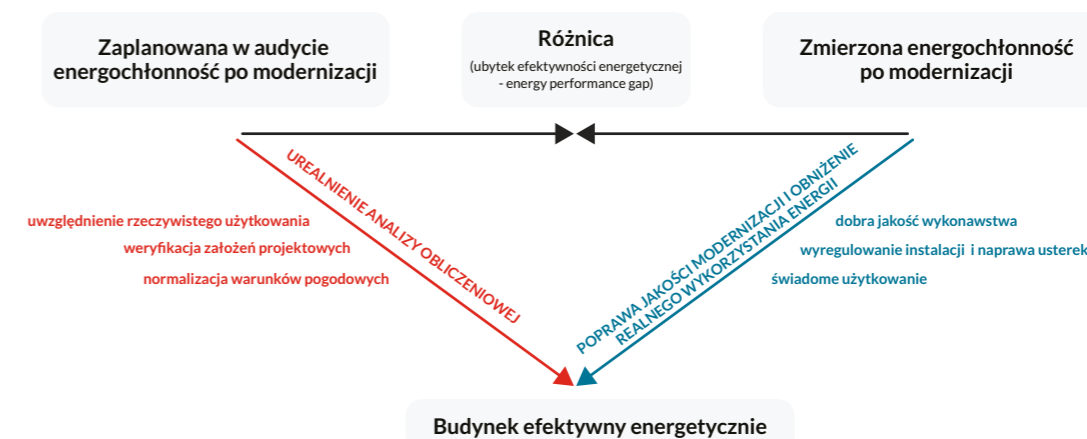 Zaplanowana w audycie
energochłonność po modernizacji
Różnica
(ubytek efektywności energetycznej
- energy performance gap)
Zmierzona energochłonność
po modernizacji
UREALNIENIE ANALIZY OBLICZENIOWEJ
uwzględnienie rzeczywistego użytkowania
weryfikacja założeń projektowych
normalizacja warunków pogodowych
POPRAWA JAKOŚCI MODERNIZACJI I OBNIŻENIE
REALNEGO WYKORZYSTANIA ENERGII
dobra jakość wykonawstwa
wyregulowanie instalacji i naprawa usterek
świadome użytkowanie
Budynek efektywny energetycznie